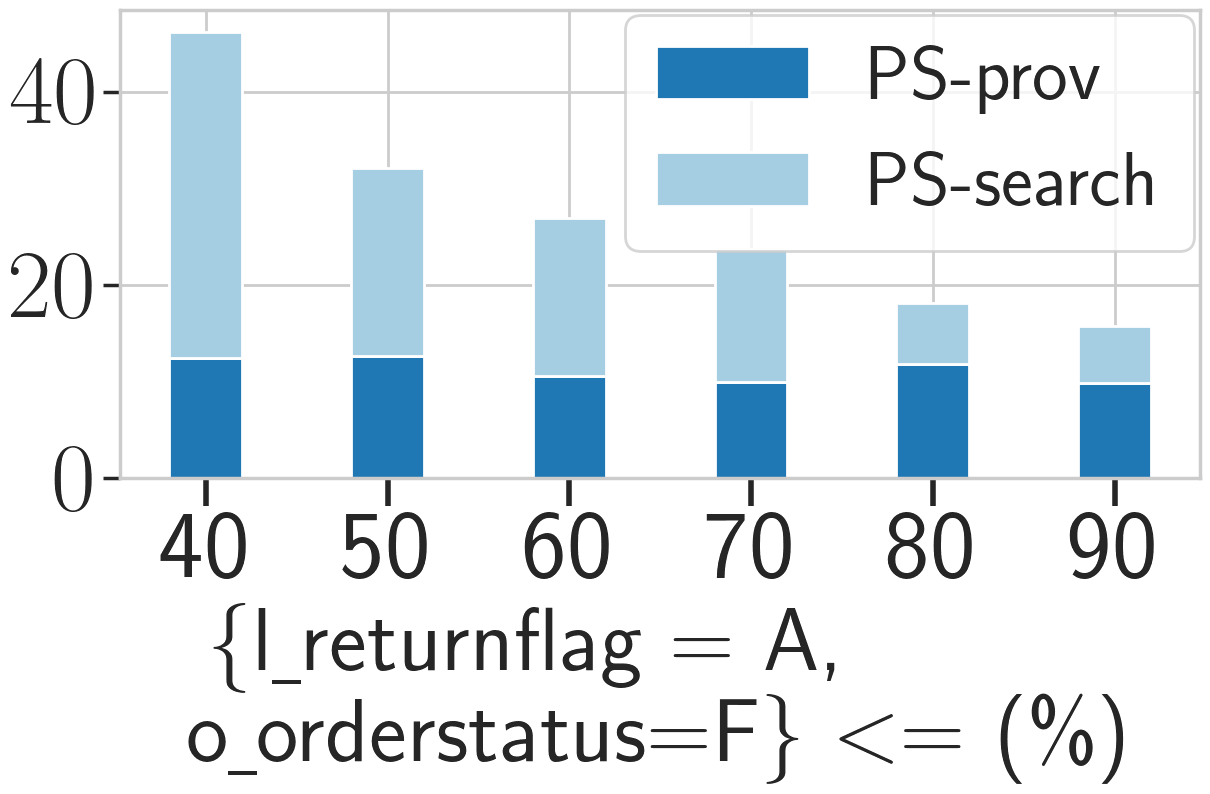 40
20
0
PS-prov
PS-search
40 50 60 70 80 90
{l_returnflag = A,
o_orderstatus=F} <= (%)